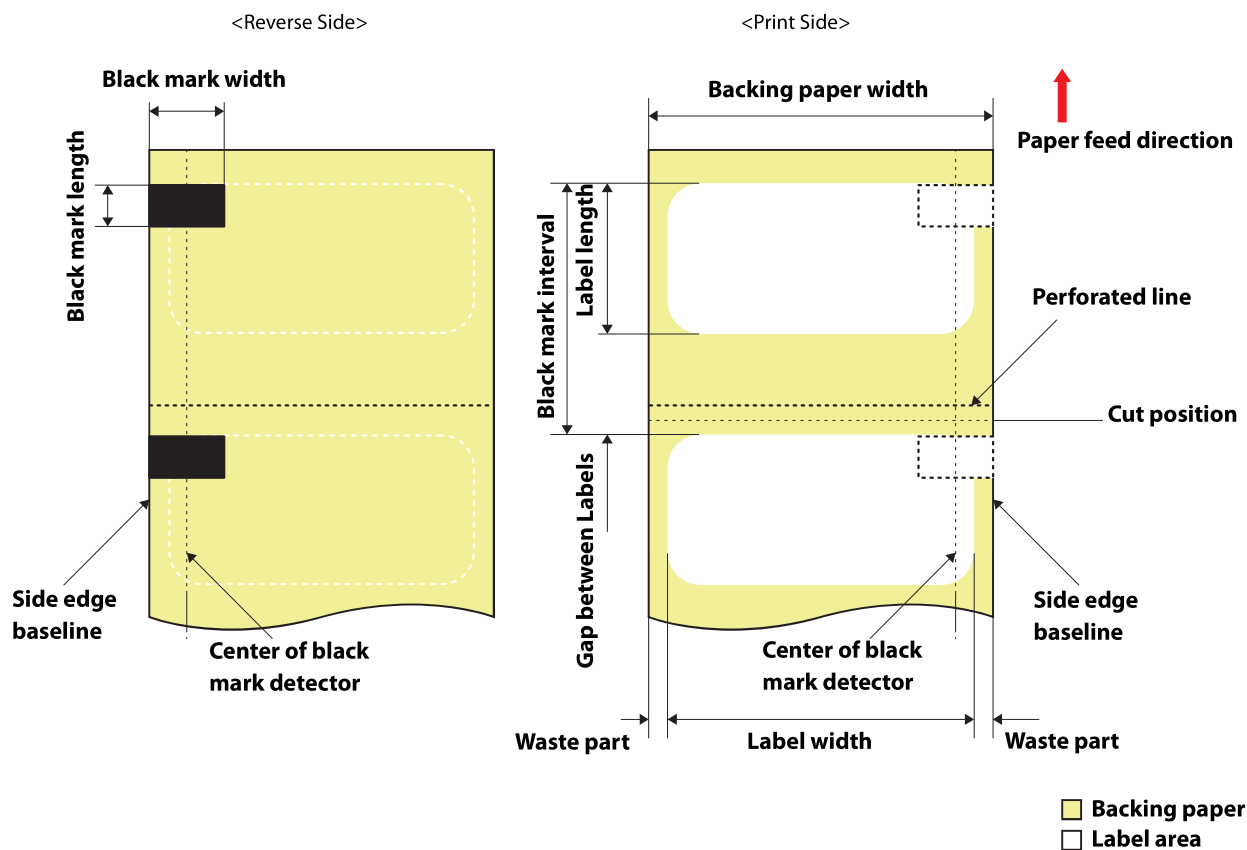 <Reverse Side>
<Print Side>
Black mark width
Backing paper width
Paper feed direction
Black mark length
Black mark interval
Label length
Perforated line
Cut position
Gap between Labels
Side edge
baseline
Center of black
mark detector
Center of black
mark detector
Side edge
baseline
Waste part
Label width
Waste part
Backing paper
Label area